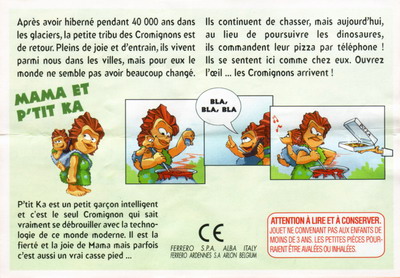 Après avoir hiberné pendant 40 000 ans dans
les glaciers, la petite tribu des Cromignons est
de retour. Pleins de joie et d'entrain, ils vivent
parmi nous dans les villes, mais pour eux le
monde ne semble pas avoir beaucoup changé.
Ils continuent de chasser, mais aujourd'hui,
au lieu de poursuivre les dinosaures,
ils commandent leur pizza par téléphone !
Ils se sentent ici comme chez eux. Ouvrez
l'œil ... les Cromignons arrivent !
MAMA ET
P'TIT KA
BLA,
BLA, BLA
P'tit Ka est un petit garçon intelligent
et c'est le seul Cromignon qui sait
vraiment se débrouiller avec la techno-
logie de ce monde moderne. Il est la
fierté et la joie de Mama mais parfois
c'est aussi un vrai casse pied ...
CE
FERRERO S.P.A. ALBA ITALY
FERRERO ARDENNES S.A ARLON BELGIUM
ATTENTION À LIRE ET À CONSERVER.
JOUET NE CONVENANT PAS AUX ENFANTS DE
MOINS DE 3 ANS. LES PETITES PIÈCES POUR-
RAIENT ÊTRE AVALÉES OU INHALÉES.